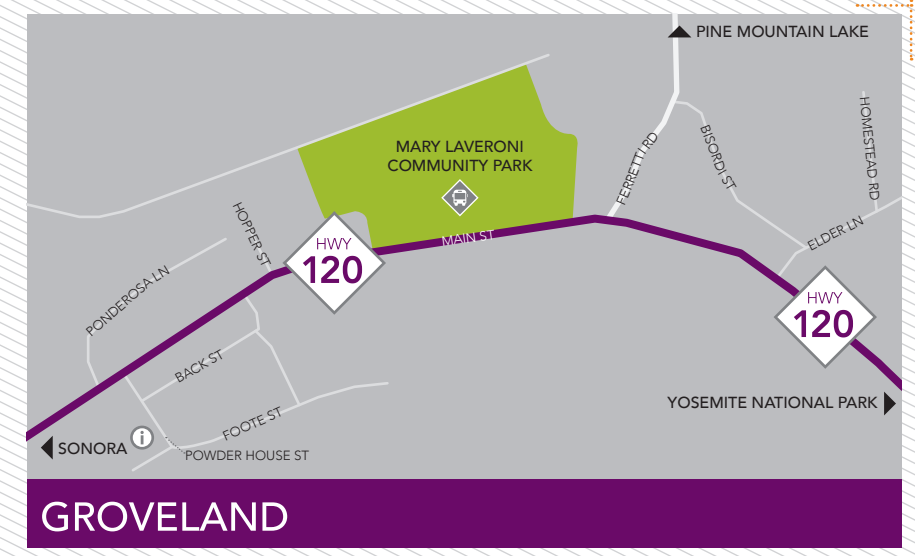 PINE MOUNTAIN LAKE
MARY LAVERONI
COMMUNITY PARK
FERRETTI RD
BISORDI ST
HOMESTEAD RD
HOPPER ST
MAIN ST
ELDER LN
HWY
120
PONDEROSA LN
HWY
120
BACK ST
YOSEMITE NATIONAL PARK
FOOTE ST
i
SONORA
POWDER HOUSE ST
GROVELAND